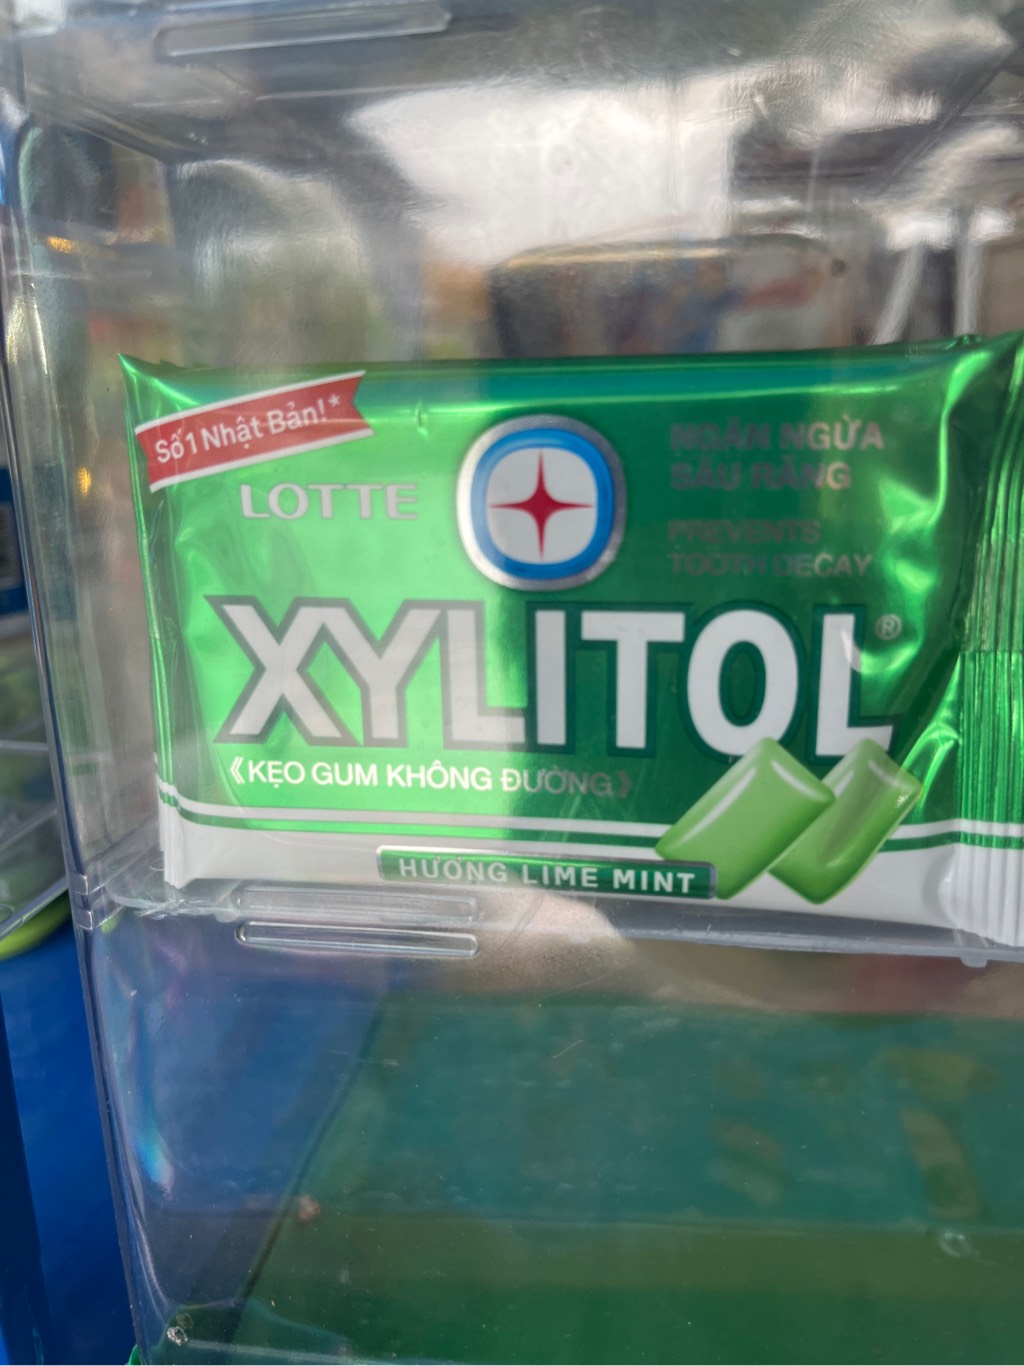 Số 1 Nhật Bản!*
LOTTE
NGĂN NGỪA
SÂU RĂNG
PREVENTS
TOOTH DECAY
XYLITOL®
《KẸO GUM KHÔNG ĐƯỜNG》
HƯƠNG LIME MINT